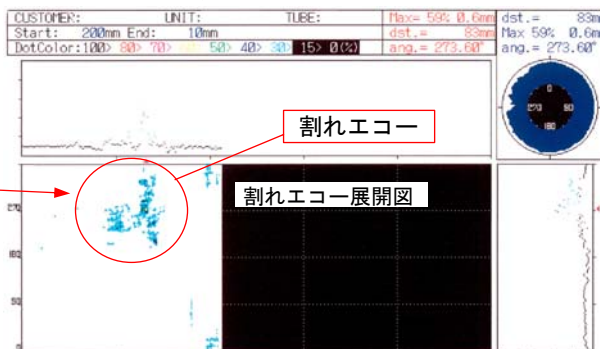 CUSTOMER: UNIT: TUBE: Max= 59% 0.6mm
Start: 200mm End: 10mm dst.= 83mm
DotColor:100> 80> 70> 50> 40> 30> 15> 0(%) ang.= 273.60°
dst.= 83mm
Max 59% 0.6mm
ang.= 273.60°
0
270 90
180
割れエコー
割れエコー展開図
270
180
90
0